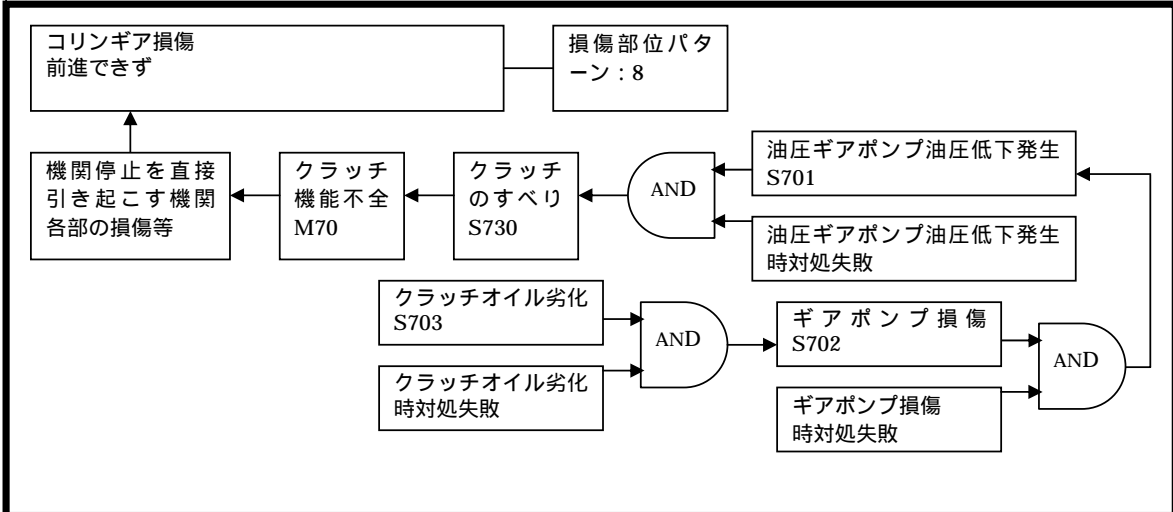 コリンギア損傷
前進できず
損傷部位パタ
ーン：8
機関停止を直接
引き起こす機関
各部の損傷等
クラッチ
機能不全
M70
クラッチ
のすべり
S730
AND
油圧ギアポンプ油圧低下発生
S701
油圧ギアポンプ油圧低下発生
時対処失敗
クラッチオイル劣化
S703
クラッチオイル劣化
時対処失敗
AND
ギアポンプ損傷
S702
ギアポンプ損傷
時対処失敗
AND